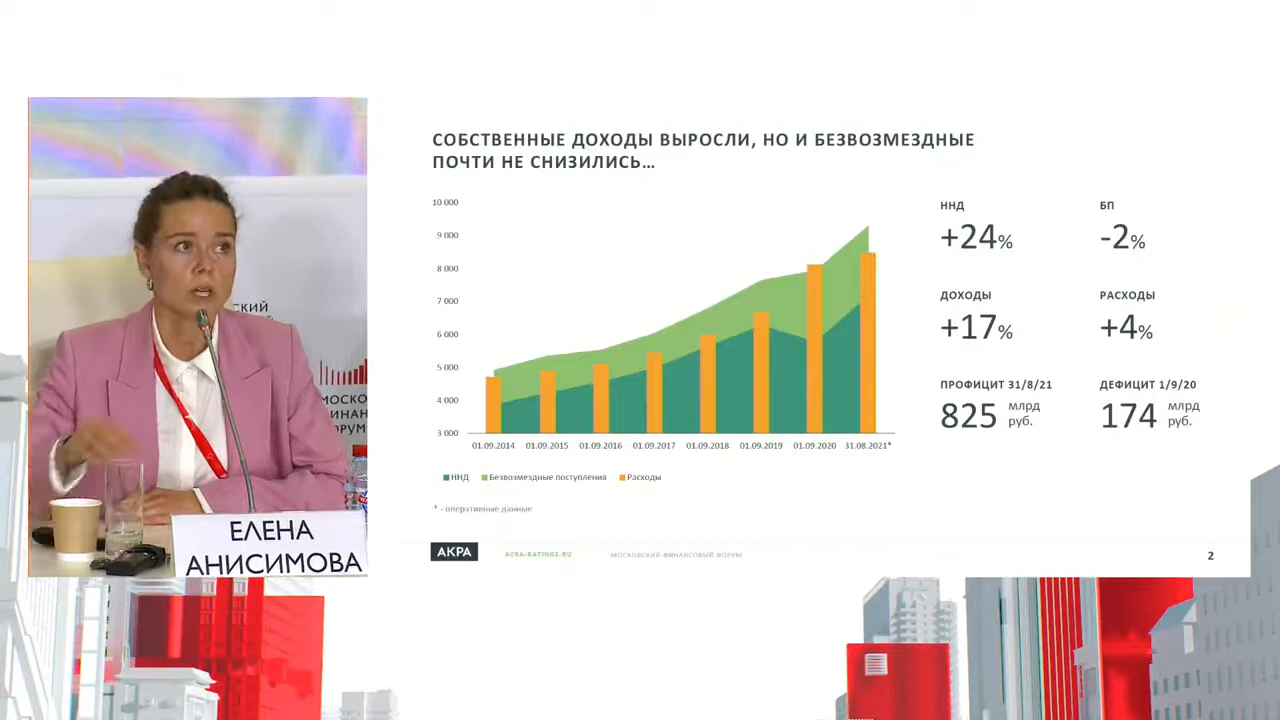 СОБСТВЕННЫЕ ДОХОДЫ ВЫРОСЛИ, НО И БЕЗВОЗМЕЗДНЫЕ
ПОЧТИ НЕ СНИЗИЛИСЬ…
10 000
9 000
8 000
7 000
6 000
5 000
4 000
3 000
01.09.2014 01.09.2015 01.09.2016 01.09.2017 01.09.2018 01.09.2019 01.09.2020 31.08.2021*
ННД Безвозмездные поступления Расходы
* - оперативные данные
ННД
+24%
БП
-2%
ДОХОДЫ
+17%
РАСХОДЫ
+4%
ПРОФИЦИТ 31/8/21
825 млрд
руб.
ДЕФИЦИТ 1/9/20
174 млрд
руб.
АКРА
ACRA-RATINGS.RU
МОСКОВСКИЙ ФИНАНСОВЫЙ ФОРУМ
2
СКИЙ
МОСКО
ФИНАН
ФОРУМ
ЕЛЕНА
АНИСИМОВА